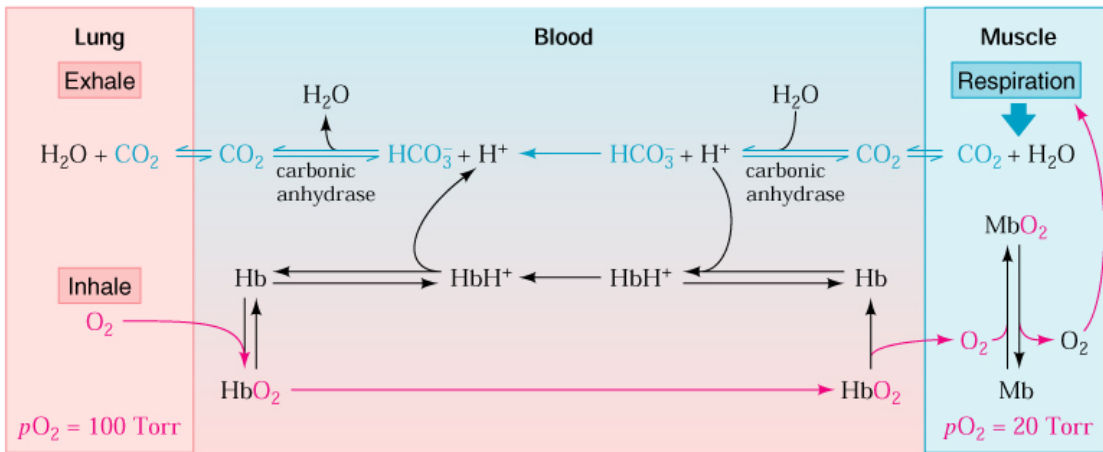 Lung Blood Muscle
Exhale Respiration
H₂O H₂O
H₂O + CO₂ ⇌ CO₂ ⇌ HCO₃⁻ + H⁺ ← HCO₃⁻ + H⁺ ⇌ CO₂ ⇌ CO₂ + H₂O
carbonic carbonic
anhydrase anhydrase
MbO₂
Inhale Hb ⇌ HbH⁺ ← HbH⁺ ⇌ Hb
O₂ O₂ O₂
HbO₂ → HbO₂ Mb
pO₂ = 100 Torr pO₂ = 20 Torr